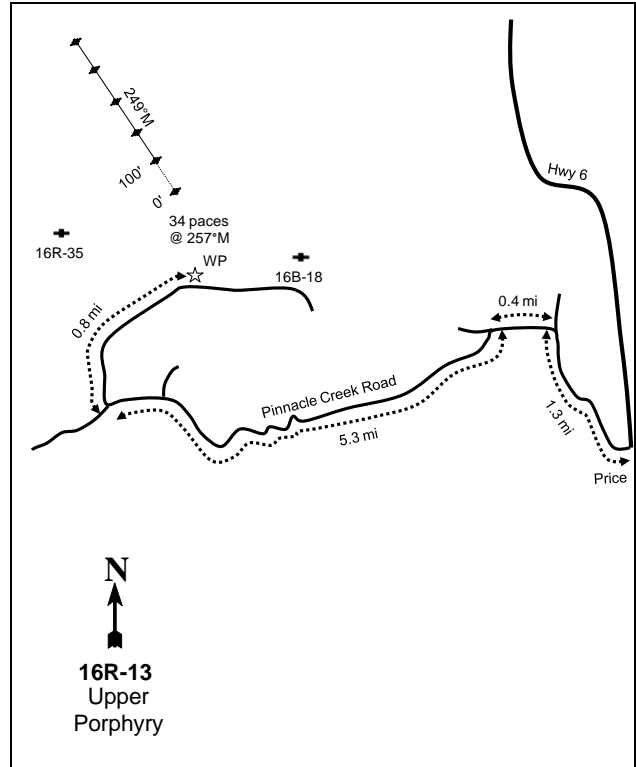 249°M
Hwy 6
100'
0'
34 paces
@ 257°M
16R-35
WP
16B-18
0.8 mi
0.4 mi
Pinnacle Creek Road
5.3 mi
1.3 mi
Price
N
16R-13
Upper
Porphyry